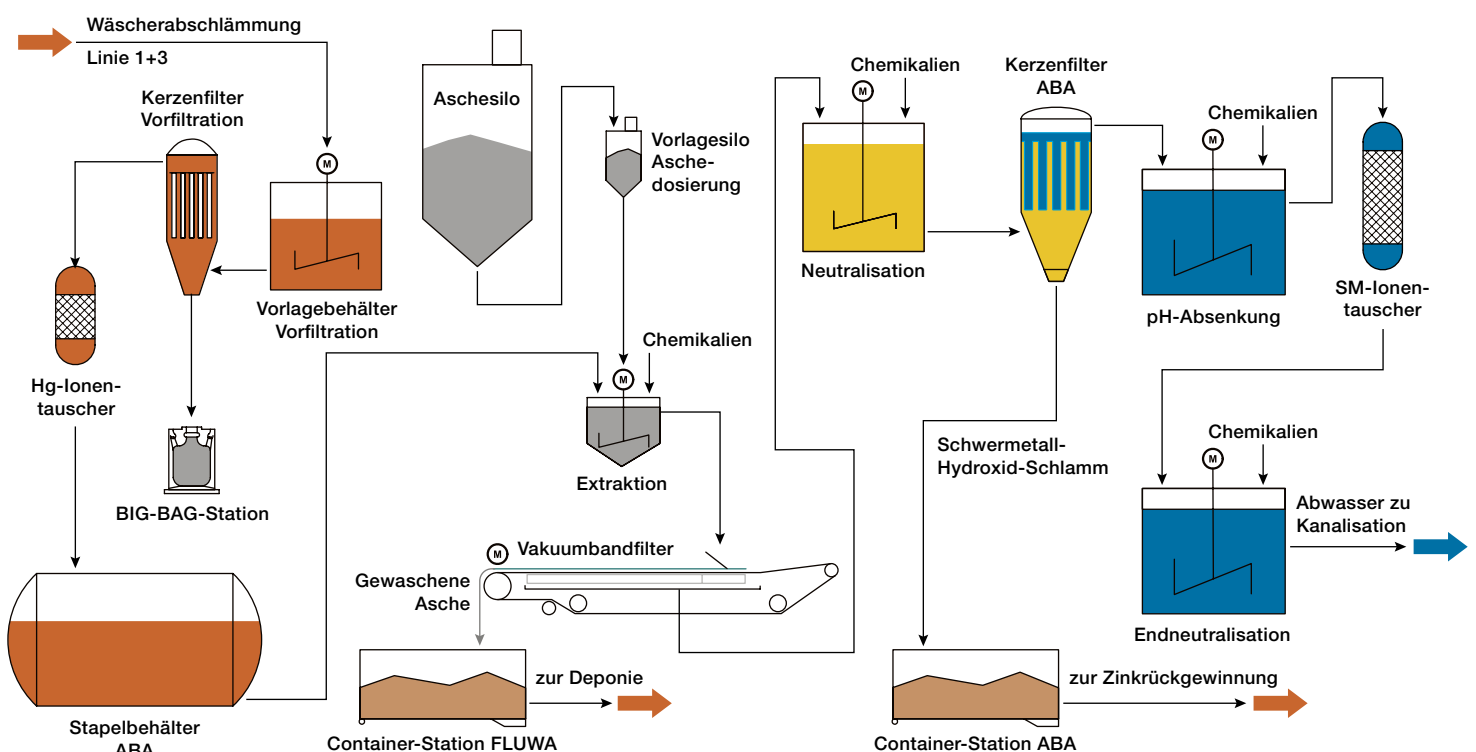 Wäscherabschlämmung
Linie 1+3
Kerzenfilter
Vorfiltration
M
Vorlagebehälter
Vorfiltration
Hg-Ionen-
tauscher
BIG-BAG-Station
Stapelbehälter
ABA
Aschesilo
Vorlagesilo
Asche-
dosierung
Chemikalien
M
Extraktion
M
Vakuumbandfilter
Gewaschene
Asche
zur Deponie
Container-Station FLUWA
Chemikalien
M
Neutralisation
Kerzenfilter
ABA
Chemikalien
M
pH-Absenkung
SM-Ionen-
tauscher
Schwermetall-
Hydroxid-Schlamm
Chemikalien
M
Endneutralisation
Abwasser zu
Kanalisation
zur Zinkrückgewinnung
Container-Station ABA